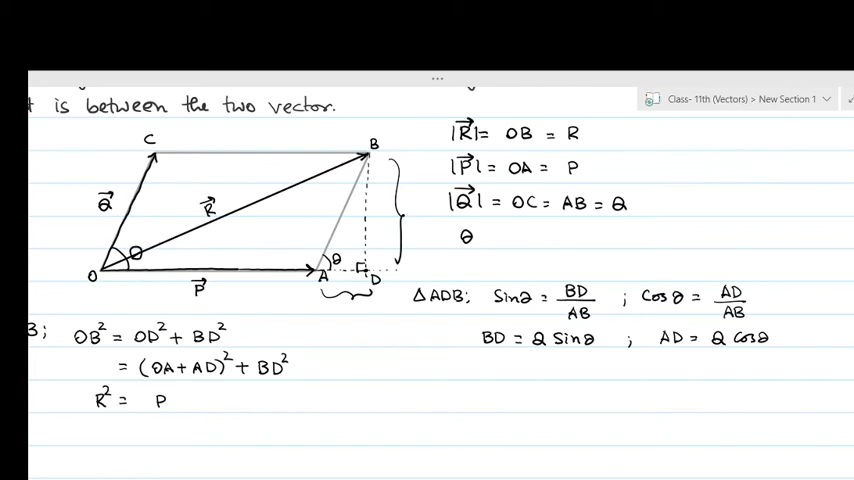 Class- 11th (Vectors) > New Section 1
is between the two vector.
C
B
Q⃗
R⃗
θ
θ
O
A
D
P⃗
|R⃗| = OB = R
|P⃗| = OA = P
|Q⃗| = OC = AB = Q
θ
ΔADB; Sinθ = BD/AB ; Cosθ = AD/AB
BD = Q Sinθ ; AD = Q Cosθ
B; OB² = OD² + BD²
= (OA + AD)² + BD²
R² = P